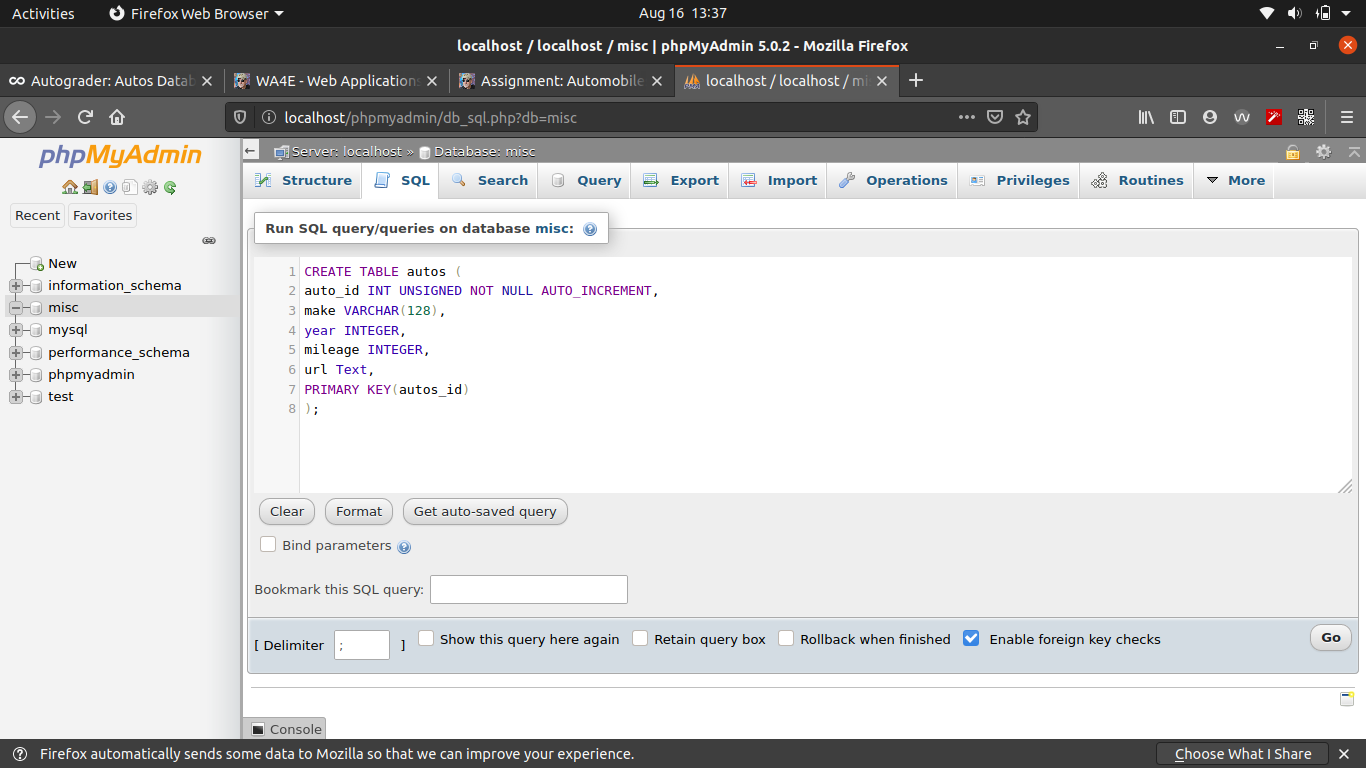 Activities Firefox Web Browser Aug 16 13:37
localhost / localhost / misc | phpMyAdmin 5.0.2 - Mozilla Firefox
Autograder: Autos Datab WA4E - Web Applications Assignment: Automobile localhost / localhost / mi
localhost/phpmyadmin/db_sql.php?db=misc
phpMyAdmin
Recent Favorites
New
information_schema
misc
mysql
performance_schema
phpmyadmin
test
Server: localhost » Database: misc
Structure SQL Search Query Export Import Operations Privileges Routines More
Run SQL query/queries on database misc:
1 CREATE TABLE autos (
2 auto_id INT UNSIGNED NOT NULL AUTO_INCREMENT,
3 make VARCHAR(128),
4 year INTEGER,
5 mileage INTEGER,
6 url Text,
7 PRIMARY KEY(autos_id)
8 );
Clear Format Get auto-saved query
Bind parameters
Bookmark this SQL query:
[ Delimiter ; ] Show this query here again Retain query box Rollback when finished Enable foreign key checks Go
Console
Firefox automatically sends some data to Mozilla so that we can improve your experience. Choose What I Share